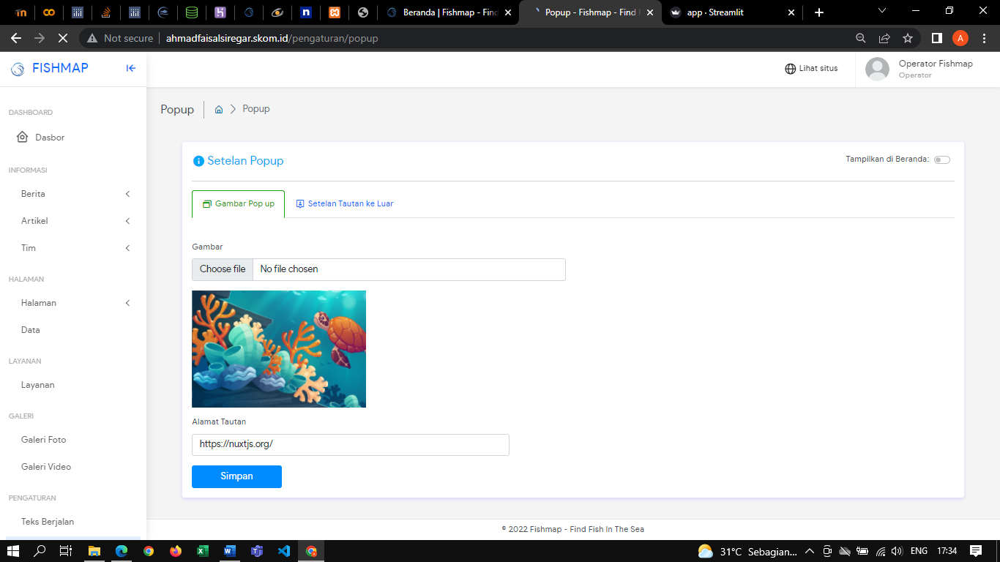 Beranda | Fishmap - Find
Popup - Fishmap - Find
app · Streamlit
Not secure
ahmadfaisalsiregar.skom.id/pengaturan/popup
A
FISHMAP
Lihat situs
Operator Fishmap
Operator
Popup
Popup
DASHBOARD
Dasbor
INFORMASI
Berita
Artikel
Tim
HALAMAN
Halaman
Data
LAYANAN
Layanan
GALERI
Galeri Foto
Galeri Video
PENGATURAN
Teks Berjalan
Setelan Popup
Tampilkan di Beranda:
Gambar Pop up
Setelan Tautan ke Luar
Gambar
Choose file
No file chosen
Alamat Tautan
https://nuxtjs.org/
Simpan
© 2022 Fishmap - Find Fish In The Sea
31°C Sebagian...
ENG
17:34